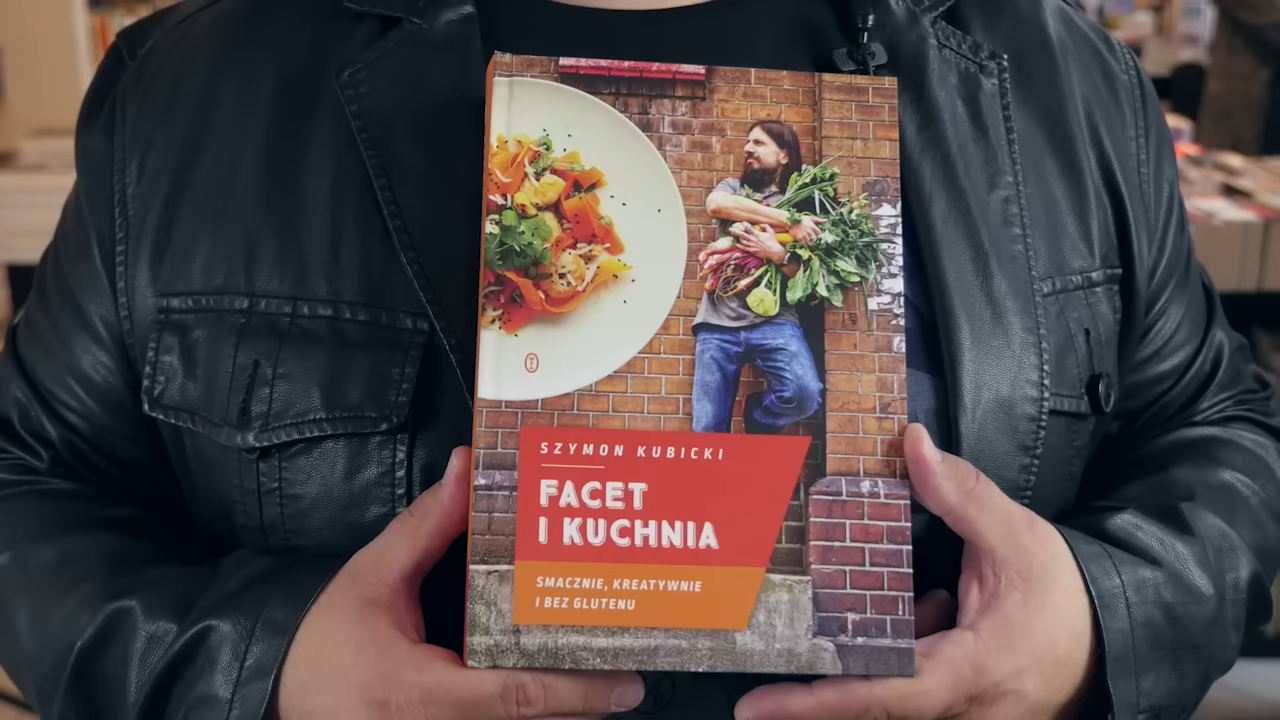 SZYMON KUBICKI
FACET
I KUCHNIA
SMACZNIE, KREATYWNIE
I BEZ GLUTENU